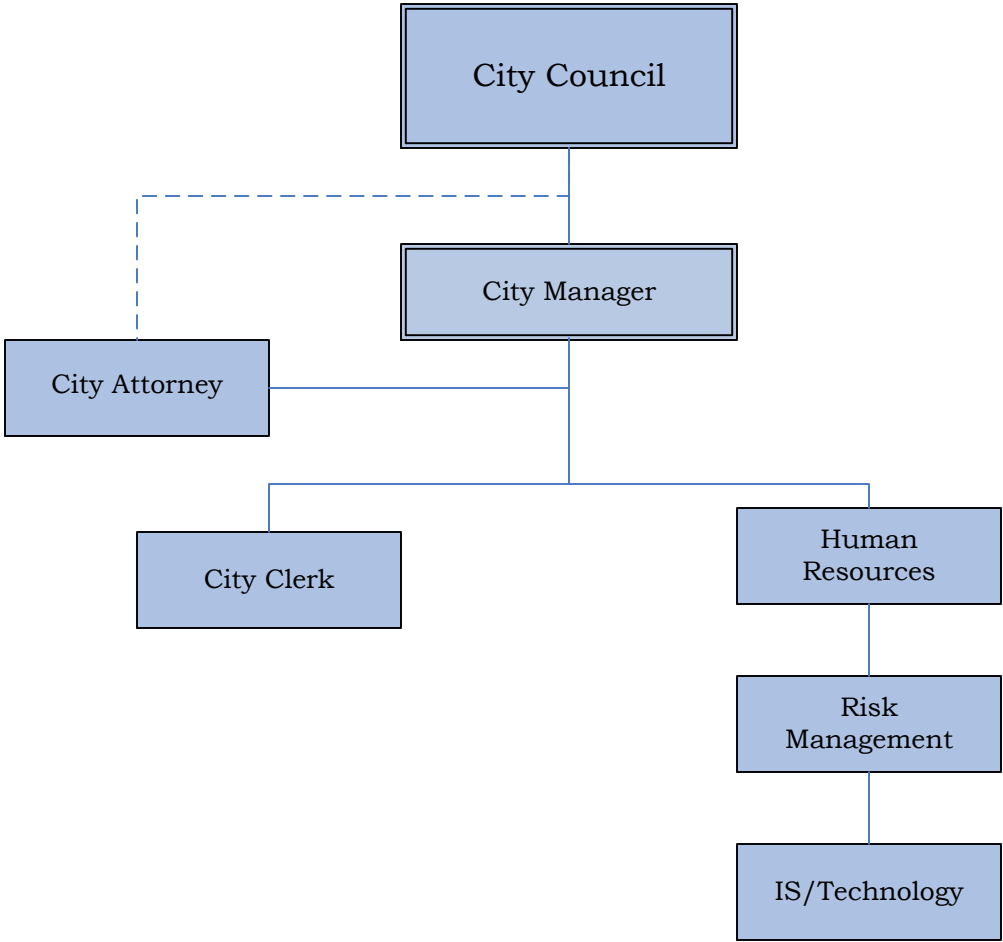 City Council
City Manager
City Attorney
City Clerk
Human
Resources
Risk
Management
IS/Technology